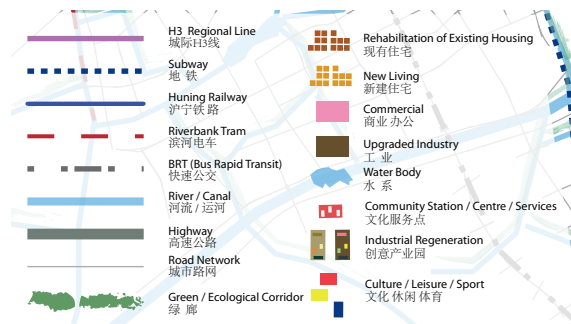 H3 Regional Line
城际H3线
Subway
地 铁
Huning Railway
沪宁铁 路
Riverbank Tram
滨河电车
BRT (Bus Rapid Transit)
快速公交
River / Canal
河流 / 运河
Highway
高速公路
Road Network
城市路网
Green / Ecological Corridor
绿 廊
Rehabilitation of Existing Housing
现有住宅
New Living
新建住宅
Commercial
商业 办公
Upgraded Industry
工 业
Water Body
水 系
Community Station / Centre / Services
文化服务点
Industrial Regeneration
创意产业园
Culture / Leisure / Sport
文化 休闲 体育